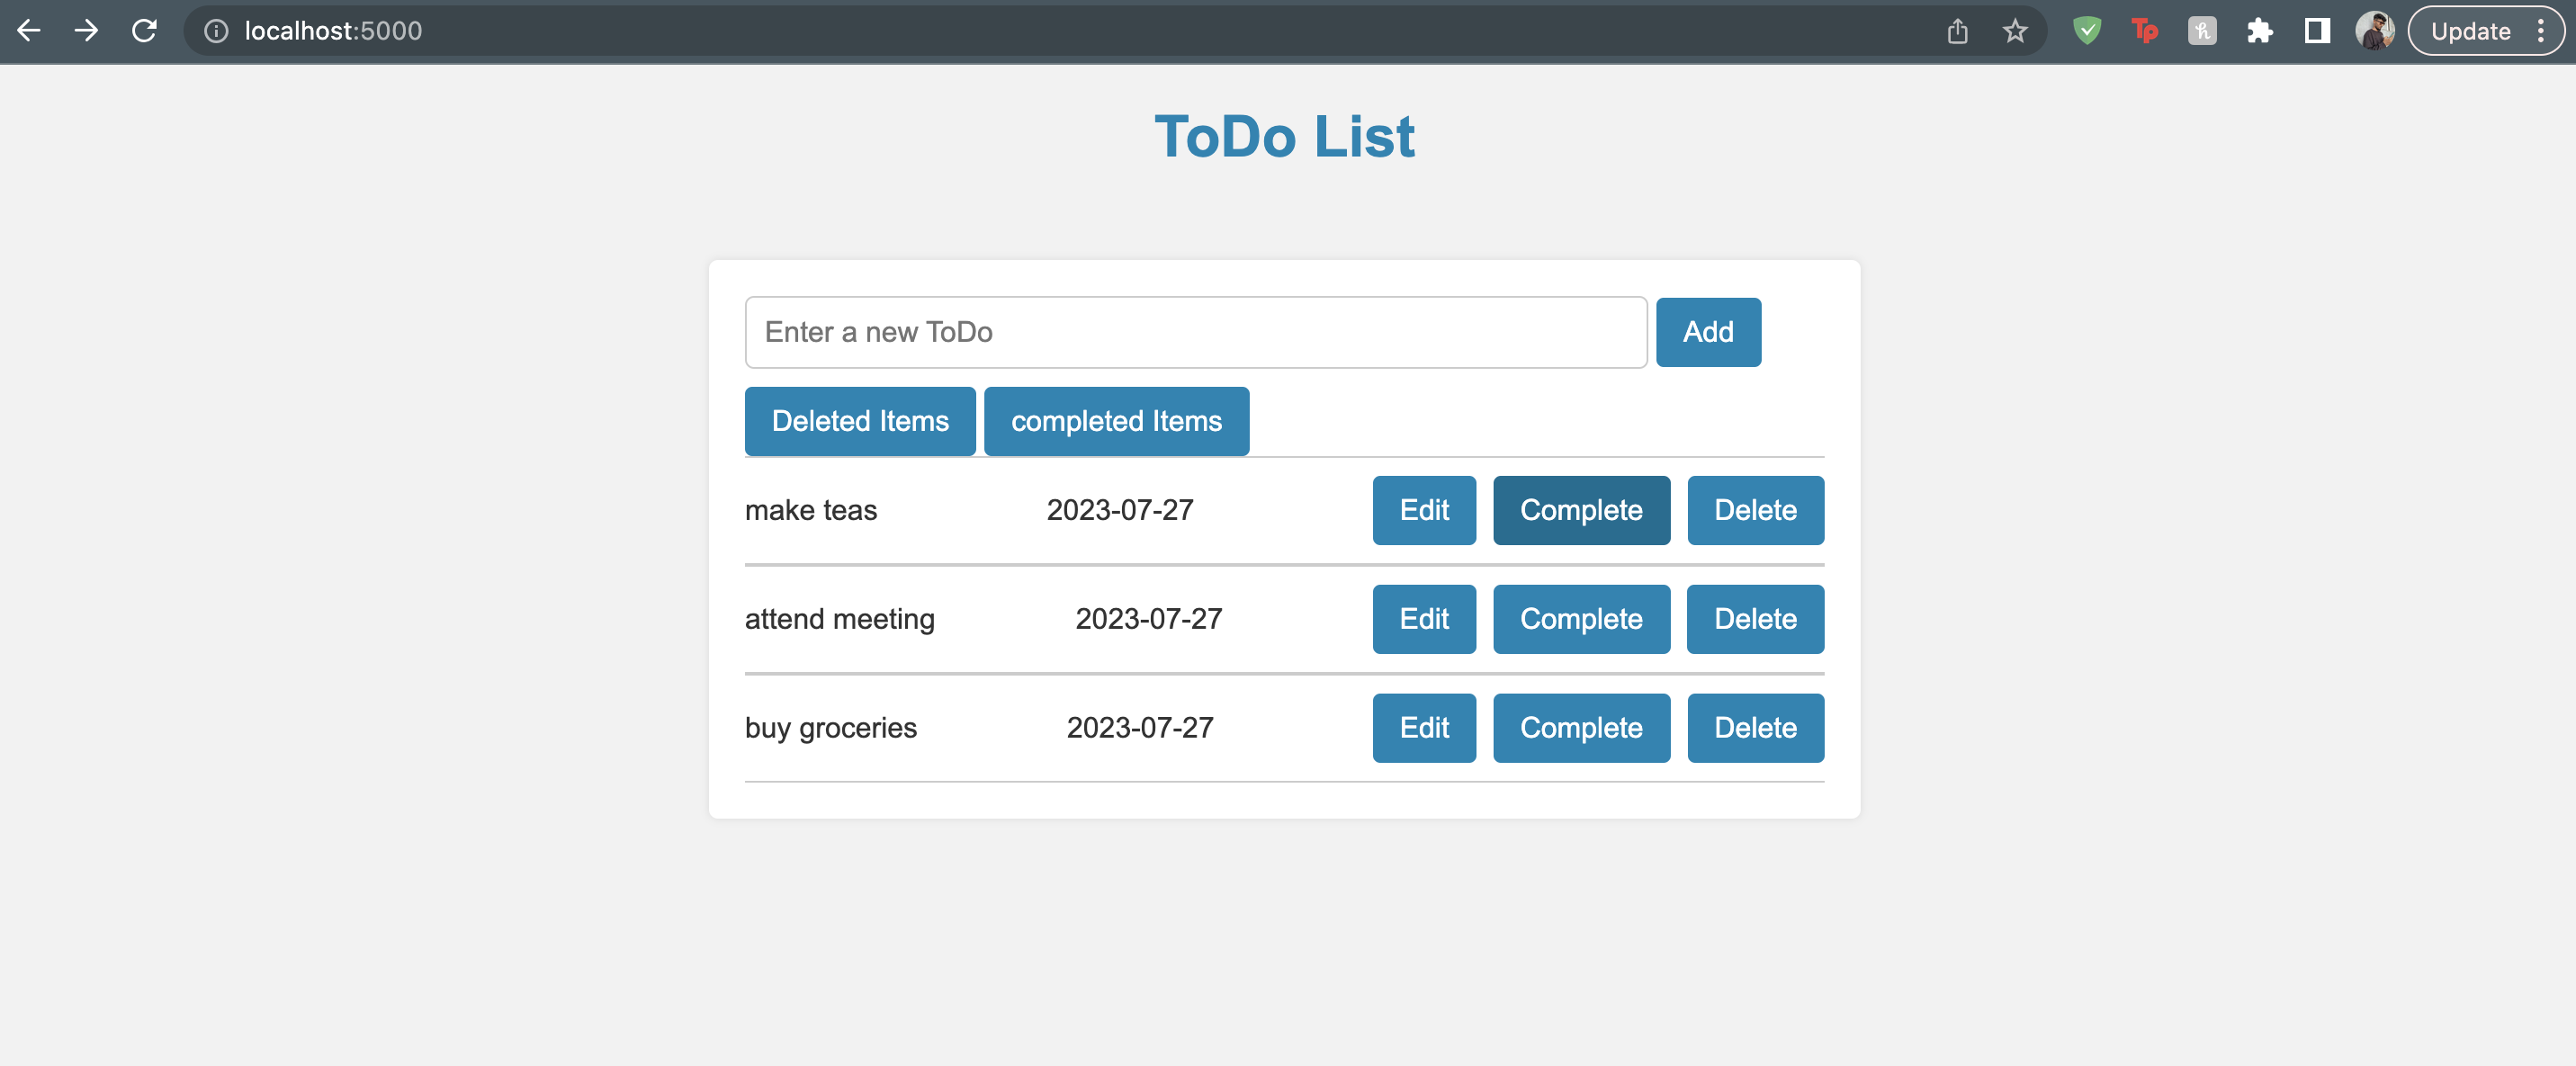 localhost:5000
Tp
Update
ToDo List
Enter a new ToDo Add
Deleted Items completed Items
make teas 2023-07-27 Edit Complete Delete
attend meeting 2023-07-27 Edit Complete Delete
buy groceries 2023-07-27 Edit Complete Delete